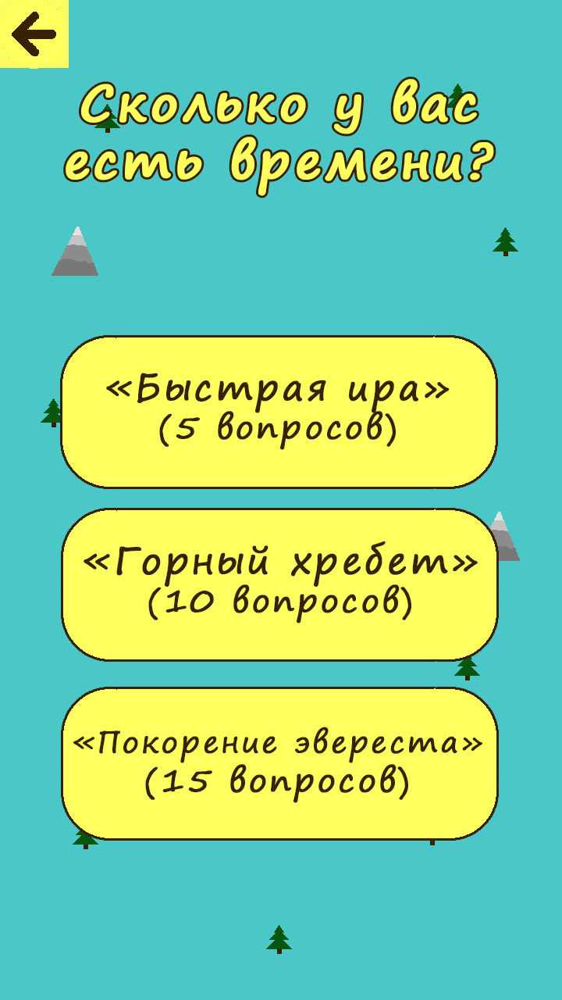 Сколько у вас
есть времени?
«Быстрая ира»
(5 вопросов)
«Горный хребет»
(10 вопросов)
«Покорение эвереста»
(15 вопросов)